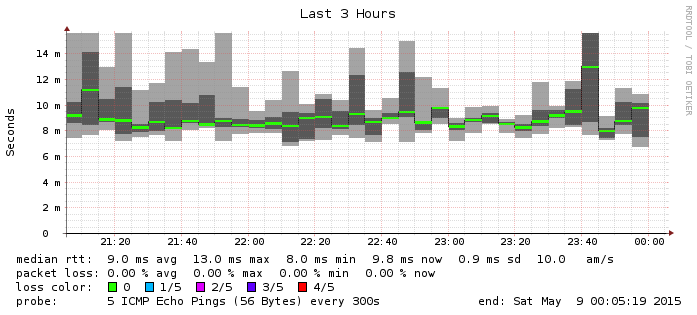 Last 3 Hours
RRDTOOL / TOBI OETIKER
Seconds
14 m
12 m
10 m
8 m
6 m
4 m
2 m
0
21:20 21:40 22:00 22:20 22:40 23:00 23:20 23:40 00:00
median rtt: 9.0 ms avg 13.0 ms max 8.0 ms min 9.8 ms now 0.9 ms sd 10.0 am/s
packet loss: 0.00 % avg 0.00 % max 0.00 % min 0.00 % now
loss color: 0 1/5 2/5 3/5 4/5
probe: 5 ICMP Echo Pings (56 Bytes) every 300s end: Sat May 9 00:05:19 2015